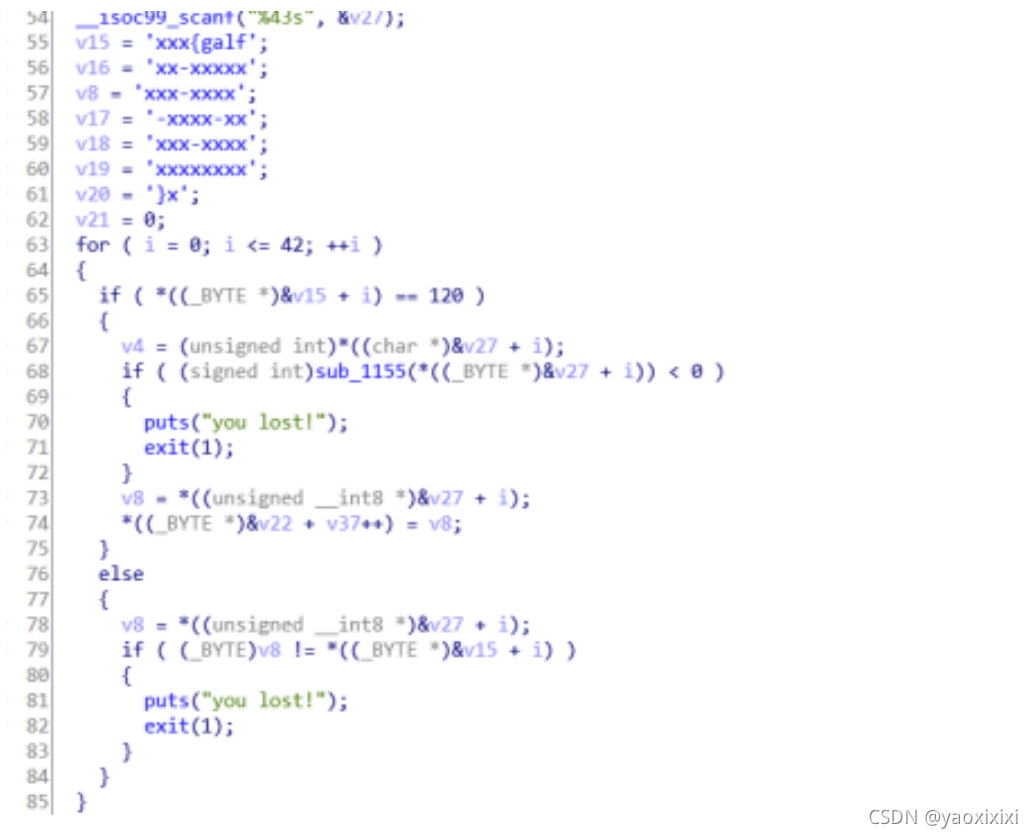 54 __isoc99_scanf("%43s", &v27);
55 v15 = 'xxx{galf';
56 v16 = 'xx-xxxxx';
57 v8 = 'xxx-xxxx';
58 v17 = '-xxxx-xx';
59 v18 = 'xxx-xxxx';
60 v19 = 'xxxxxxxx';
61 v20 = '}x';
62 v21 = 0;
63 for ( i = 0; i <= 42; ++i )
64 {
65 if ( *((_BYTE *)&v15 + i) == 120 )
66 {
67 v4 = (unsigned int)*((char *)&v27 + i);
68 if ( (signed int)sub_1155(*((_BYTE *)&v27 + i)) < 0 )
69 {
70 puts("you lost!");
71 exit(1);
72 }
73 v8 = *((unsigned __int8 *)&v27 + i);
74 *((_BYTE *)&v22 + v37++) = v8;
75 }
76 else
77 {
78 v8 = *((unsigned __int8 *)&v27 + i);
79 if ( (_BYTE)v8 != *((_BYTE *)&v15 + i) )
80 {
81 puts("you lost!");
82 exit(1);
83 }
84 }
85 }
CSDN @yaoxixixi